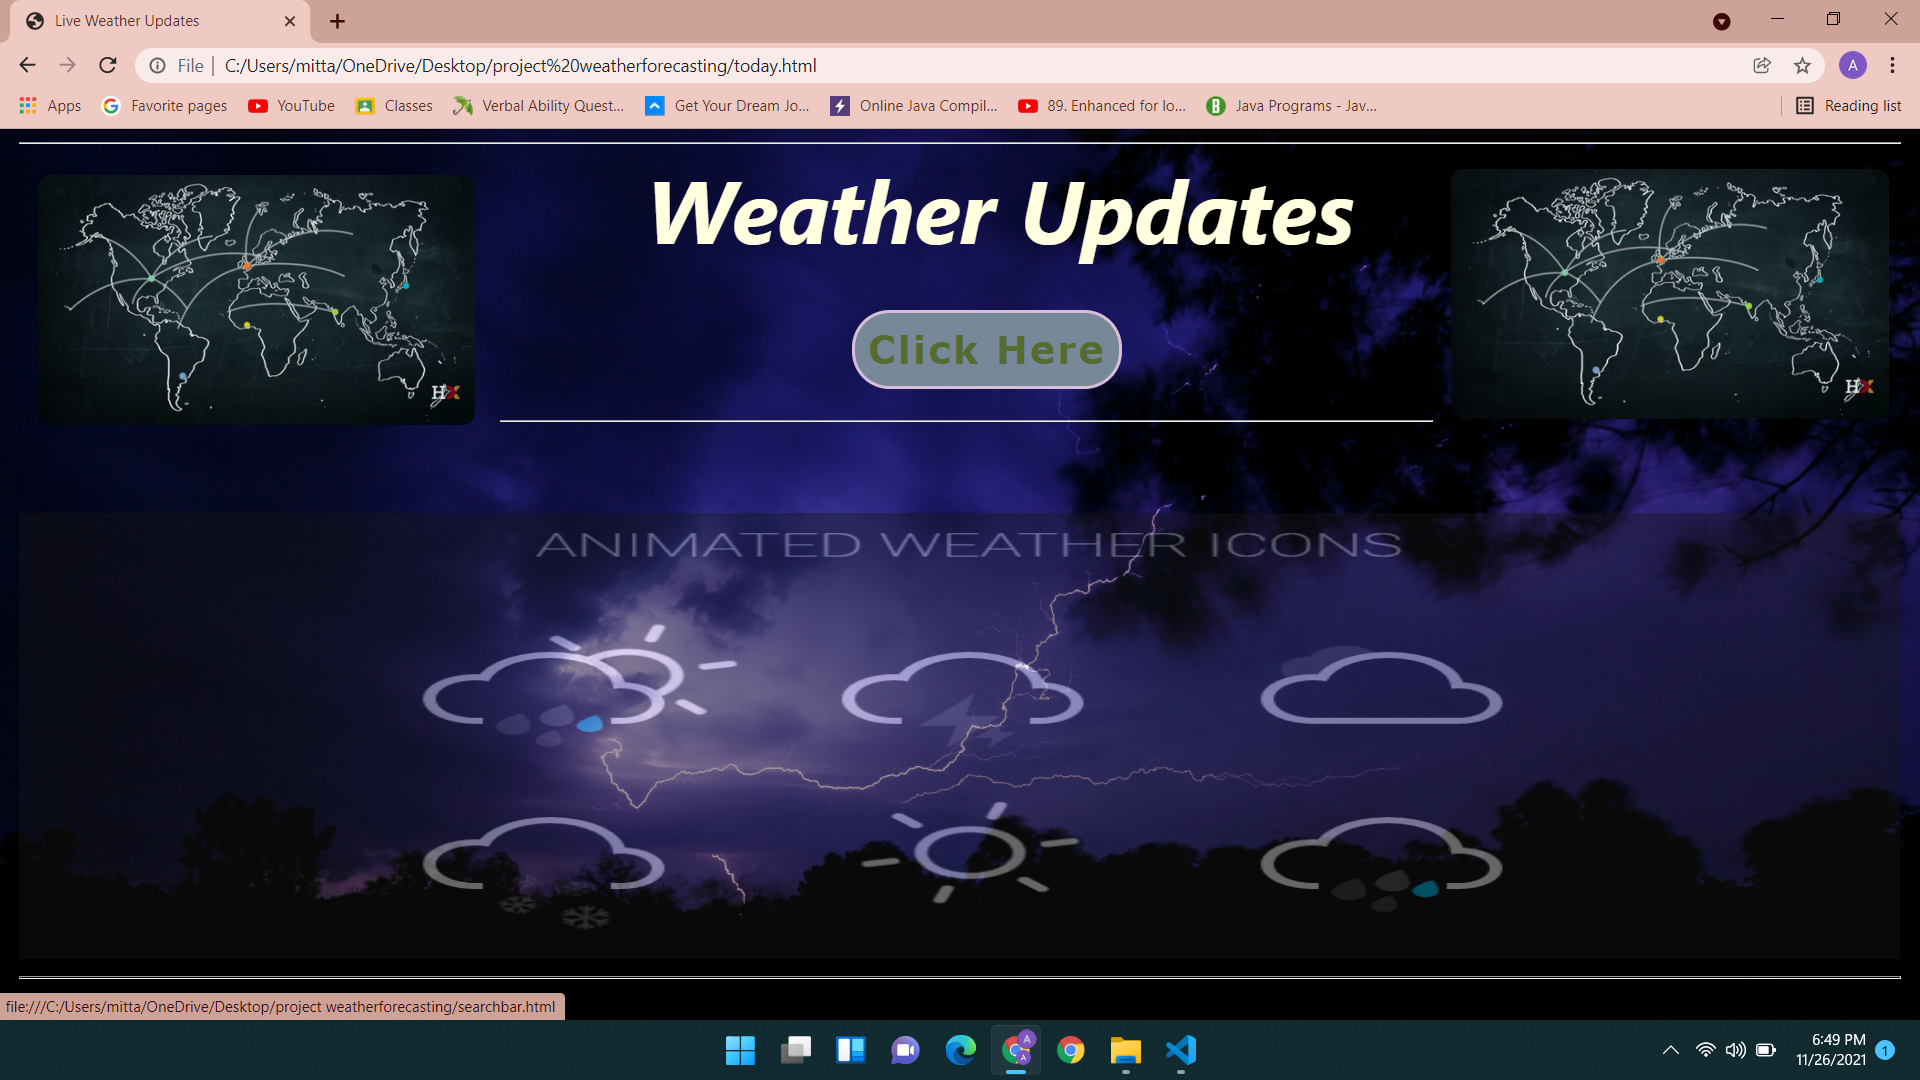 Live Weather Updates
File
C:/Users/mitta/OneDrive/Desktop/project%20weatherforecasting/today.html
A
Apps
Favorite pages
YouTube
Classes
Verbal Ability Quest...
Get Your Dream Jo...
Online Java Compil...
89. Enhanced for lo...
B
Java Programs - Jav...
Reading list
Weather Updates
HX
HX
Click Here
ANIMATED WEATHER ICONS
file:///C:/Users/mitta/OneDrive/Desktop/project weatherforecasting/searchbar.html
A
A
6:49 PM
11/26/2021
1